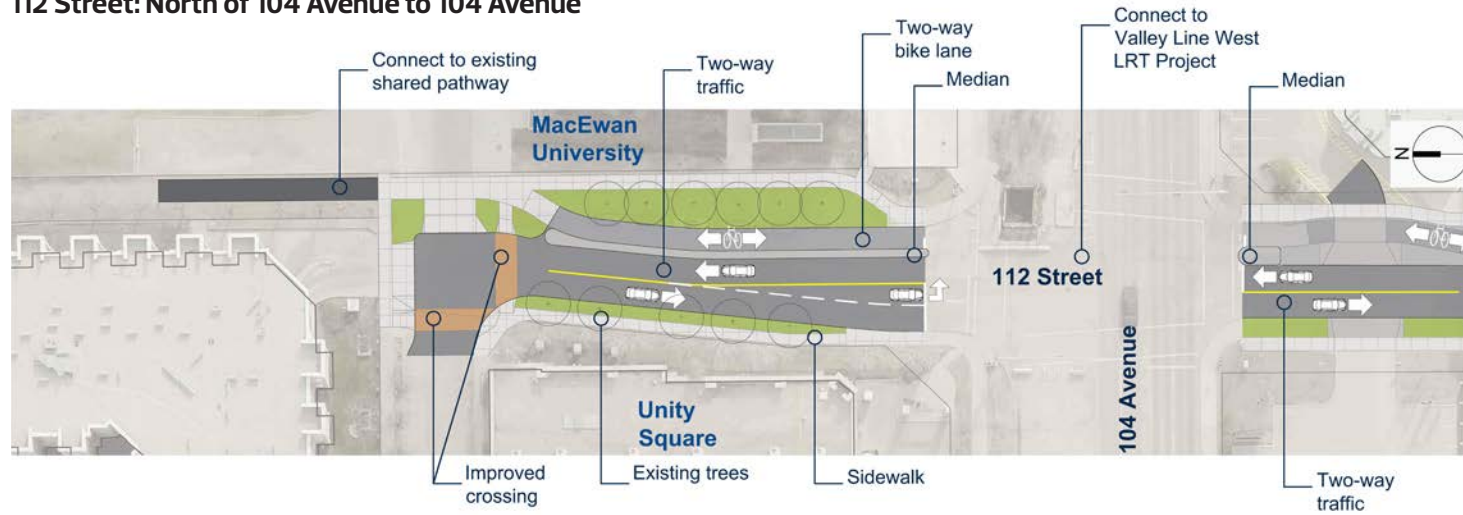 112 Street: North of 104 Avenue to 104 Avenue
Connect to existing
shared pathway
Two-way
traffic
Two-way
bike lane
Median
Connect to
Valley Line West
LRT Project
Median
MacEwan
University
N
112 Street
104 Avenue
Unity
Square
Improved
crossing
Existing trees
Sidewalk
Two-way
traffic